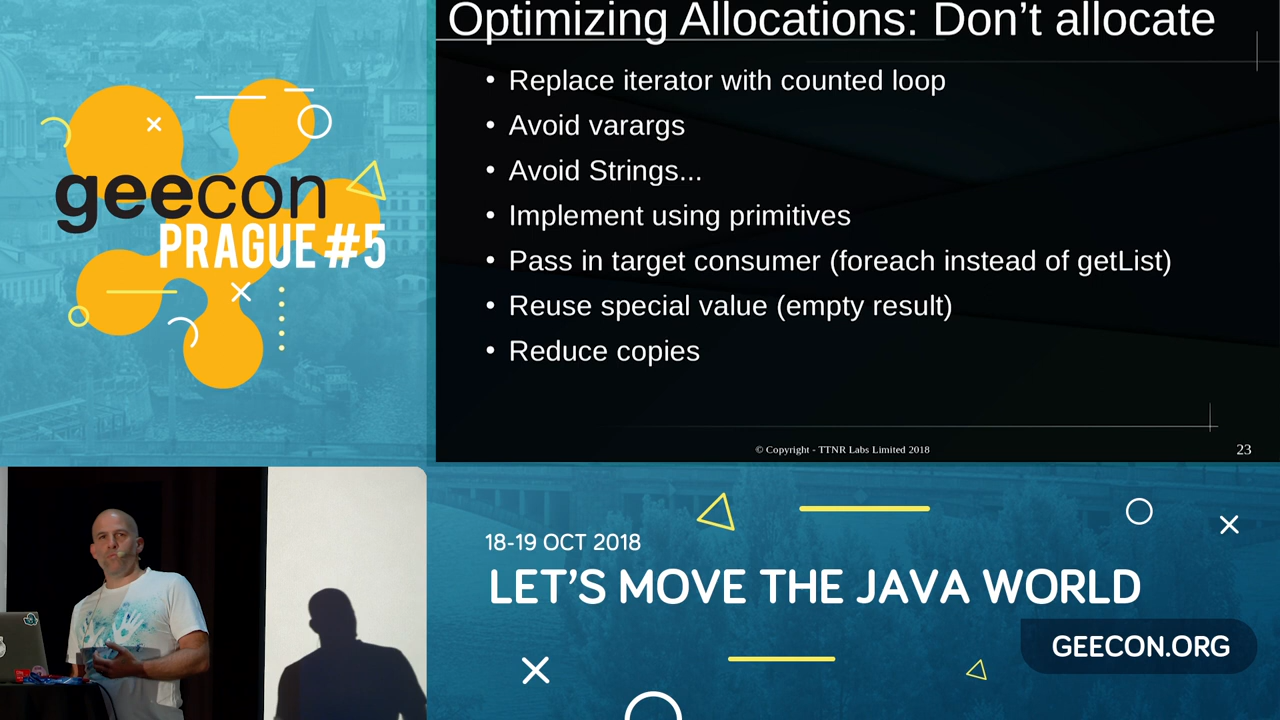 geecon
PRAGUE #5
Optimizing Allocations: Don’t allocate
• Replace iterator with counted loop
• Avoid varargs
• Avoid Strings...
• Implement using primitives
• Pass in target consumer (foreach instead of getList)
• Reuse special value (empty result)
• Reduce copies
© Copyright - TTNR Labs Limited 2018
23
18-19 OCT 2018
LET’S MOVE THE JAVA WORLD
GEECON.ORG